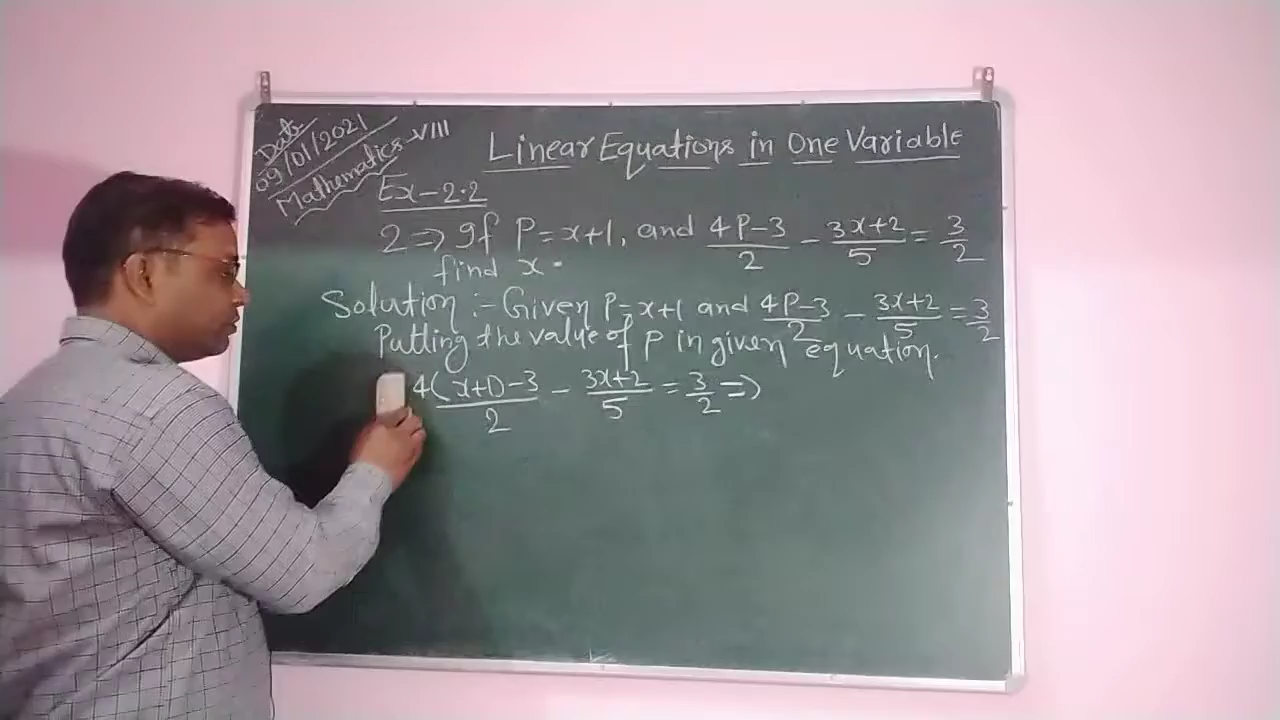 Date
09/01/2021
Mathematics-VIII
Linear Equations in One Variable
Ex-2.2
2 ⇒ If P=x+1, and (4P-3)/2 - (3x+2)/5 = 3/2
find x.
Solution :- Given P=x+1 and (4P-3)/2 - (3x+2)/5 = 3/2
Putting the value of P in given equation.
4(x+1)-3/2 - (3x+2)/5 = 3/2 ⇒